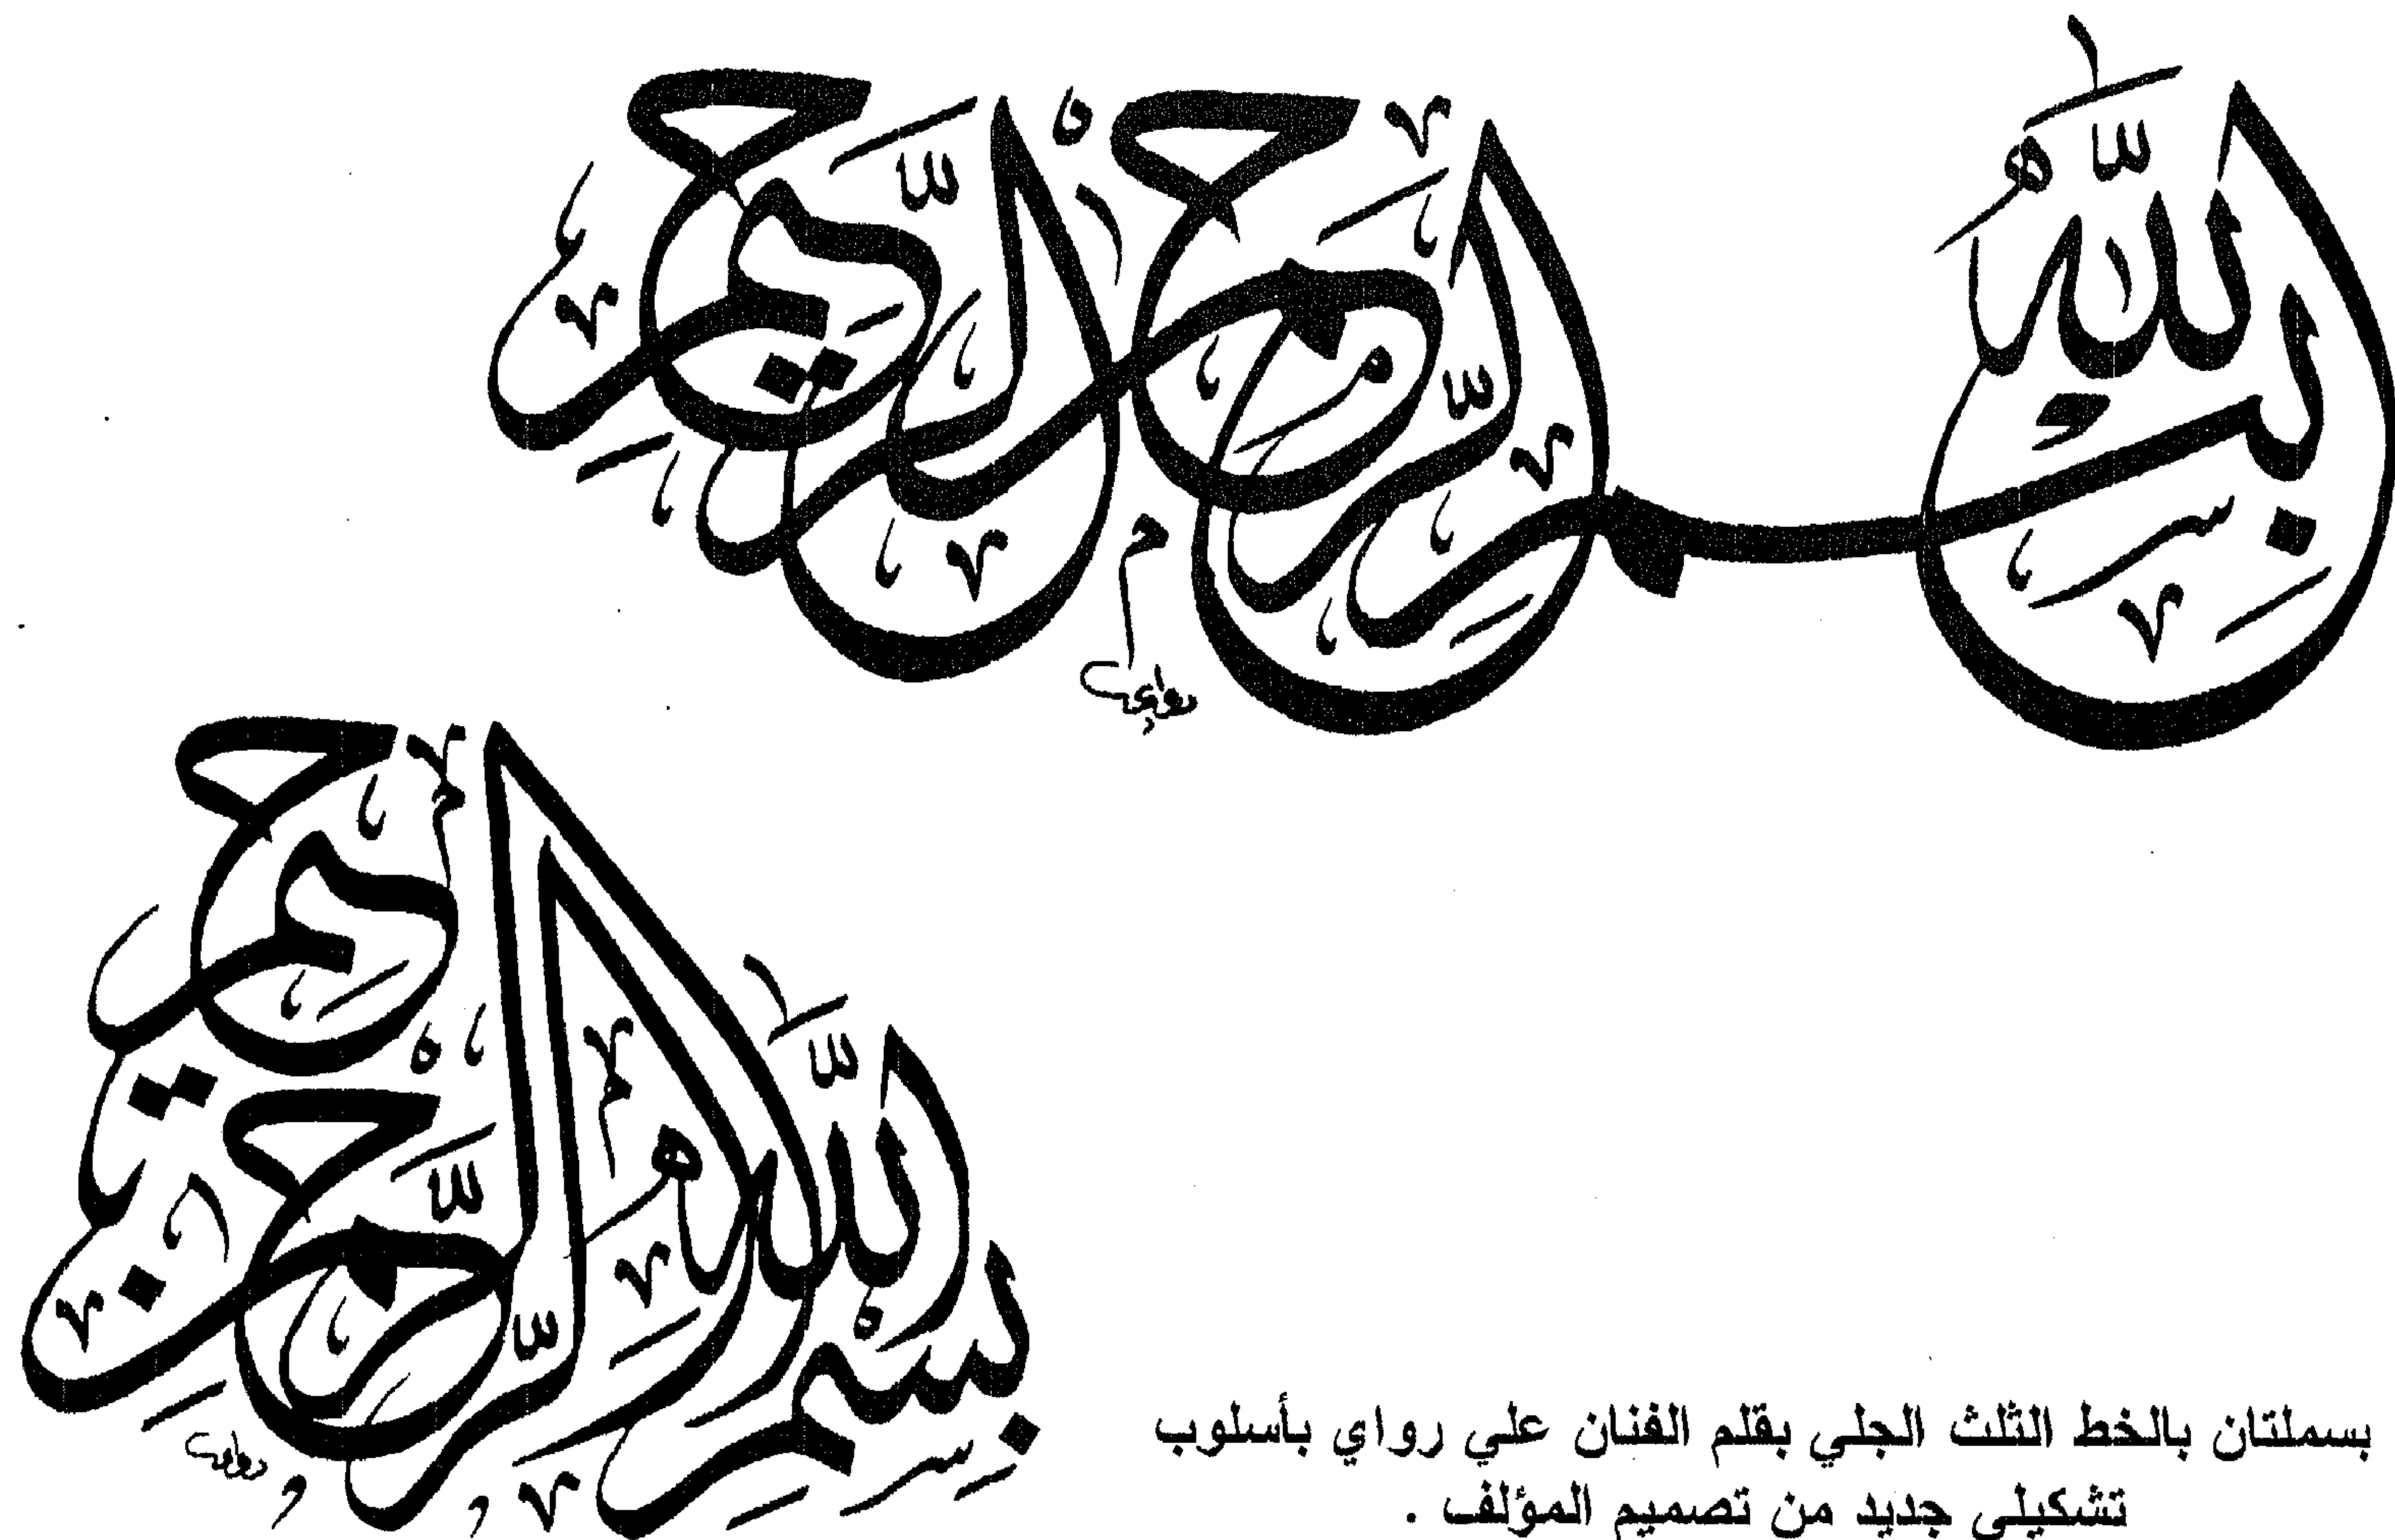 بسم الله الرحمن الرحيم
رواي
بسم الله الرحمن الرحيم
رواي
بسملتان بالخط الثلث الجلي بقلم الفنان علي رواي بأسلوب
تشكيلي جديد من تصميم المؤلف .